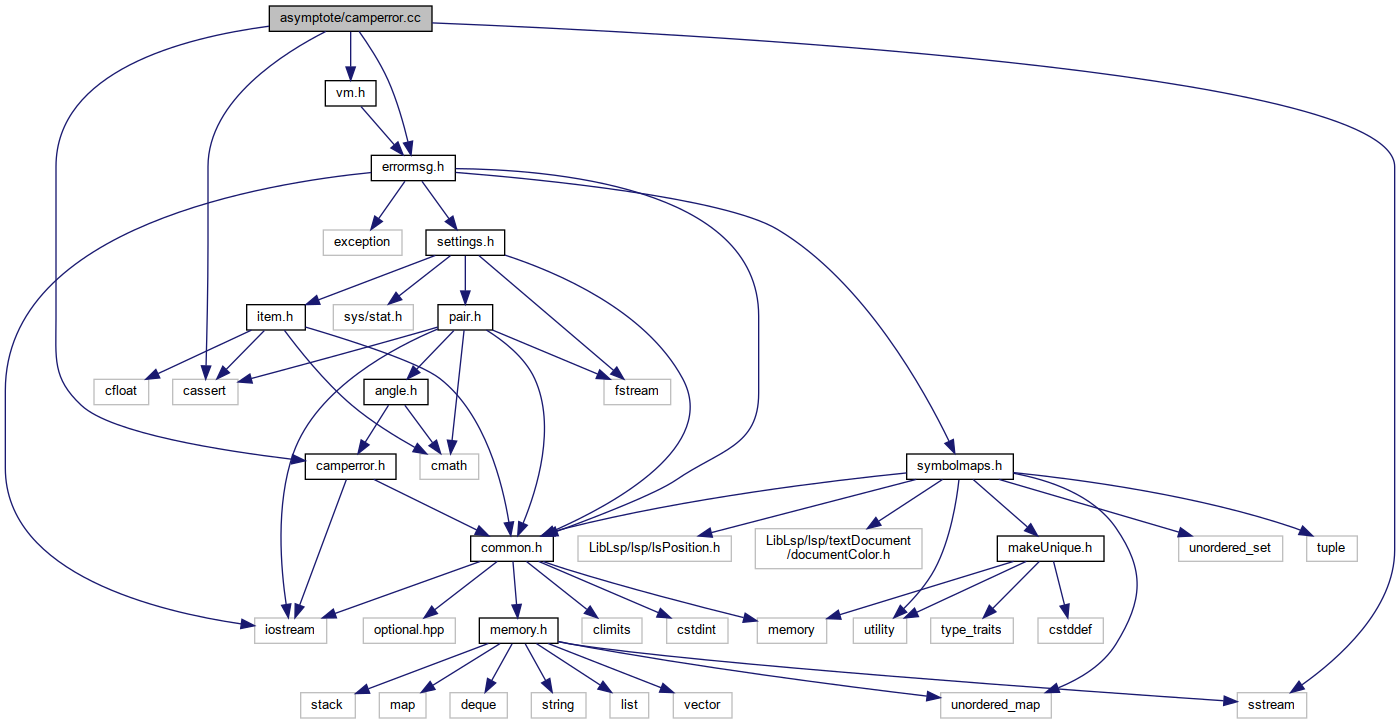 asymptote/camperror.cc
vm.h
errormsg.h
exception
settings.h
item.h
sys/stat.h
pair.h
cfloat
cassert
angle.h
fstream
camperror.h
cmath
symbolmaps.h
common.h
LibLsp/lsp/lsPosition.h
LibLsp/lsp/textDocument
/documentColor.h
makeUnique.h
unordered_set
tuple
iostream
optional.hpp
memory.h
climits
cstdint
memory
utility
type_traits
cstddef
stack
map
deque
string
list
vector
unordered_map
sstream